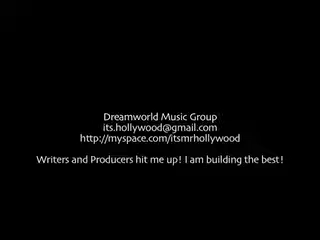 Dreamworld Music Group
its.hollywood@gmail.com
http://myspace.com/itsmrhollywood
Writers and Producers hit me up! I am building the best!